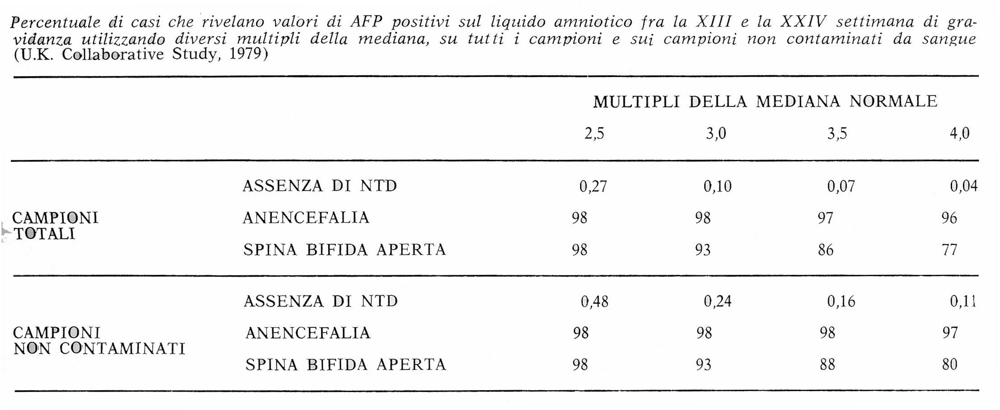 Percentuale di casi che rivelano valori di AFP positivi sul liquido amniotico fra la XIII e la XXIV settimana di gra-
vidanza utilizzando diversi multipli della mediana, su tutti i campioni e sui campioni non contaminati da sangue
(U.K. Collaborative Study, 1979)
MULTIPLI DELLA MEDIANA NORMALE
2,5 3,0 3,5 4,0
ASSENZA DI NTD 0,27 0,10 0,07 0,04
CAMPIONI ANENCEFALIA 98 98 97 96
TOTALI
SPINA BIFIDA APERTA 98 93 86 77
ASSENZA DI NTD 0,48 0,24 0,16 0,11
CAMPIONI ANENCEFALIA 98 98 98 97
NON CONTAMINATI
SPINA BIFIDA APERTA 98 93 88 80